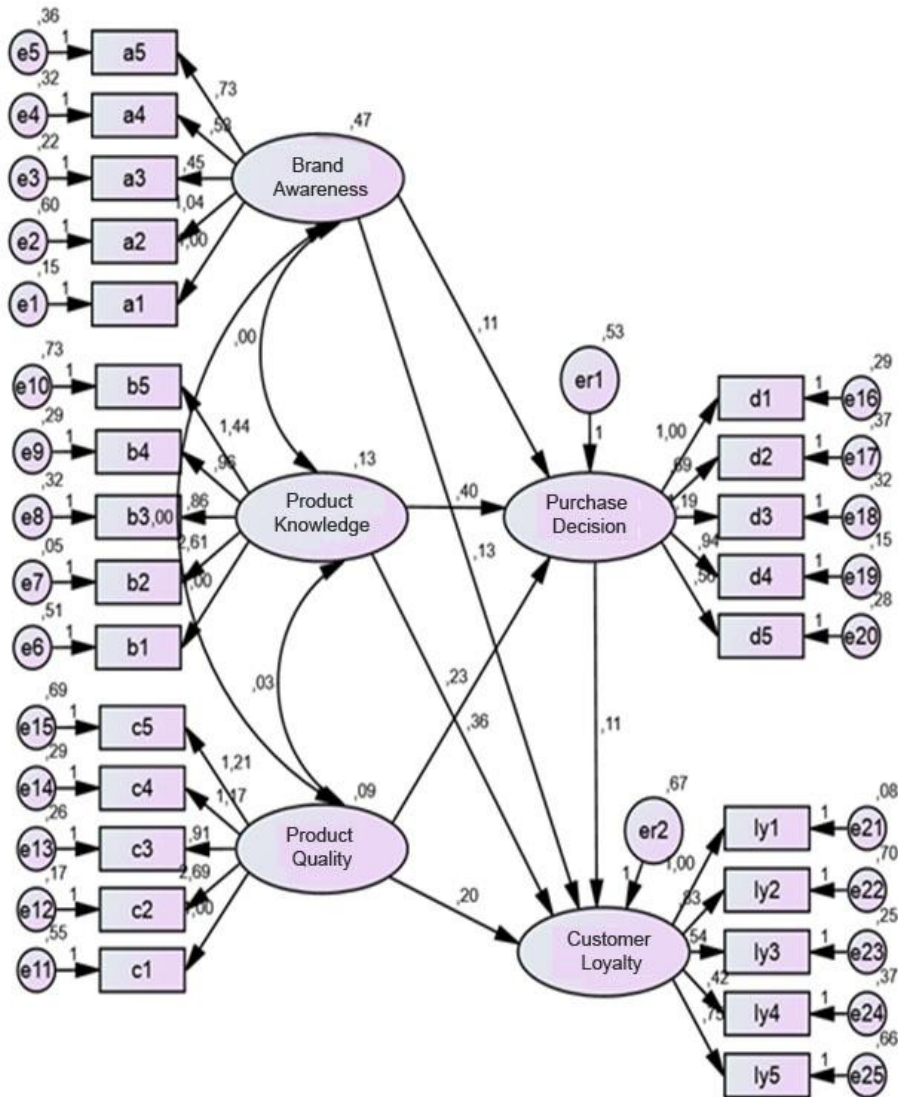 ,36
e5 1 a5
,73
,32
e4 1 a4
,53
,22
e3 1 a3
,45
,60
e2 1 a2
1,04
,15
e1 1 a1
,47
Brand
Awareness
,00
,11
,73
e10 1 b5
1,44
,29
e9 1 b4
,96
,32
e8 1 b3
,86
,00
,05
e7 1 b2
2,61
,51
e6 1 b1
,13
Product
Knowledge
,40
,13
,03
,23
,36
,69
e15 1 c5
1,21
,29
e14 1 c4
1,17
,26
e13 1 c3
,91
,17
e12 1 c2
2,69
,55
e11 1 c1
,09
Product
Quality
,20
,53
er1
1
Purchase
Decision
,11
1,00
d1 1 e16
,29
d2 1 e17
,37
d3 1 e18
,32
,94
d4 1 e19
,15
d5 1 e20
,28
,67
er2
1
Customer
Loyalty
1,00
ly1 1 e21
,08
,83
ly2 1 e22
,70
,54
ly3 1 e23
,25
,42
ly4 1 e24
,37
ly5 1 e25
,66